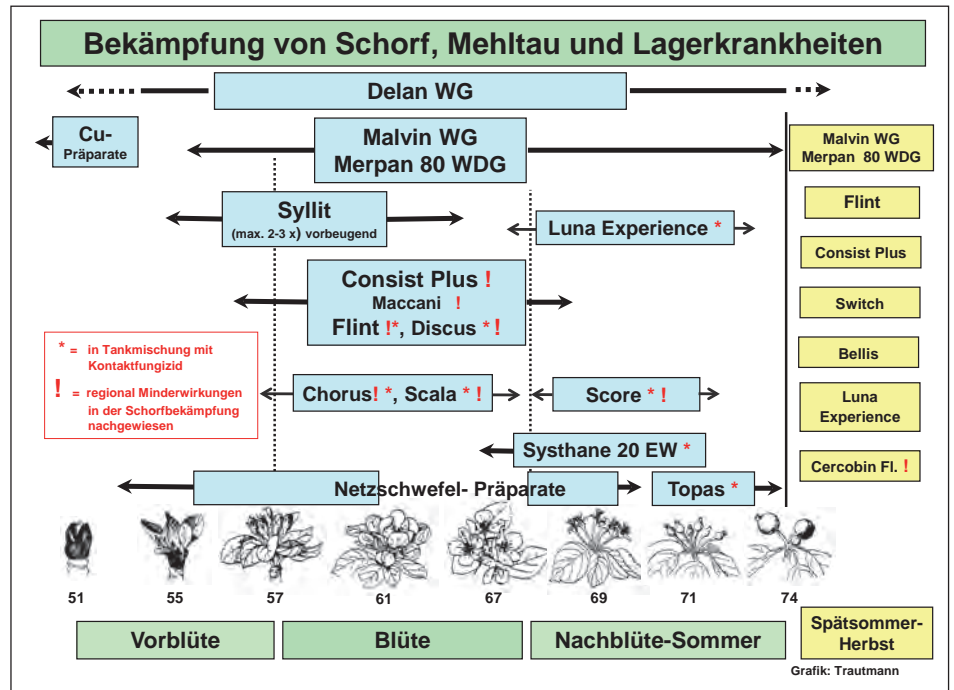 Bekämpfung von Schorf, Mehltau und Lagerkrankheiten
Delan WG
Cu-
Präparate
Malvin WG
Merpan 80 WDG
Malvin WG
Merpan 80 WDG
Syllit
(max. 2-3 x) vorbeugend
Luna Experience *
Flint
Consist Plus !
Maccani !
Flint !*, Discus * !
Consist Plus
Switch
* = in Tankmischung mit
Kontaktfungizid
! = regional Minderwirkungen
in der Schorfbekämpfung
nachgewiesen
Chorus! *, Scala * !
Score * !
Bellis
Luna
Experience
Systhane 20 EW *
Cercobin Fl. !
Netzschwefel- Präparate
Topas *
51 55 57 61 67 69 71 74
Vorblüte Blüte Nachblüte-Sommer
Spätsommer-
Herbst
Grafik: Trautmann